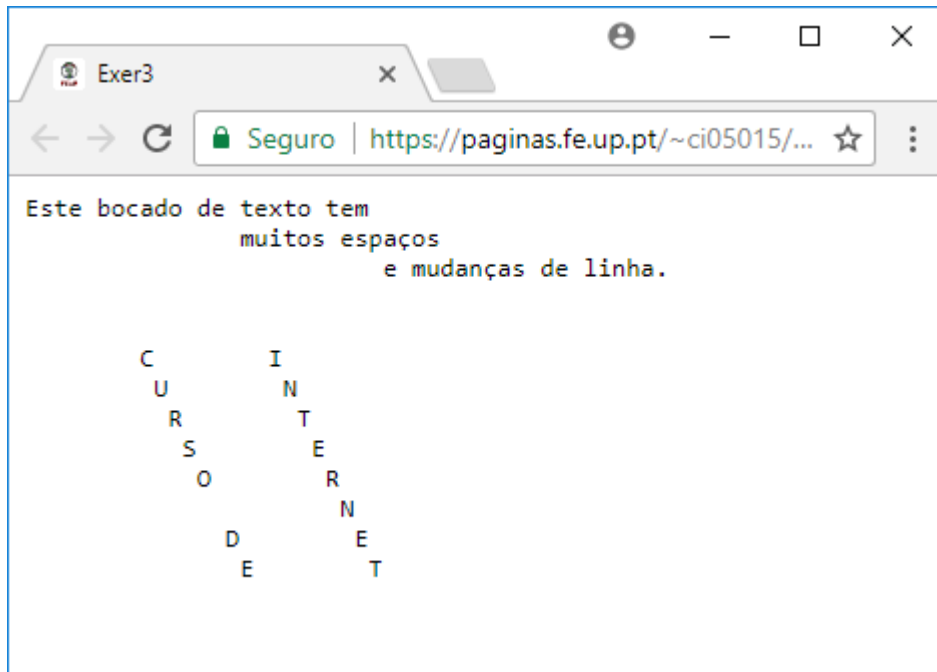 Exer3
Seguro | https://paginas.fe.up.pt/~ci05015/...
Este bocado de texto tem
               muitos espaços
                         e mudanças de linha.
        C        I
         U        N
          R        T
           S        E
            O        R
                      N
              D        E
               E        T